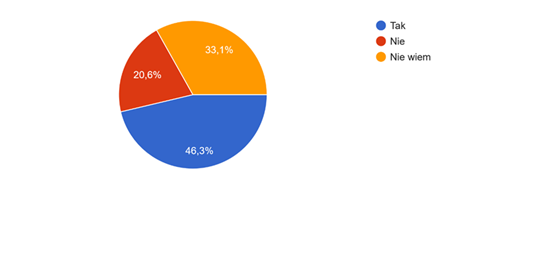 Tak
Nie
Nie wiem
33,1%
20,6%
46,3%